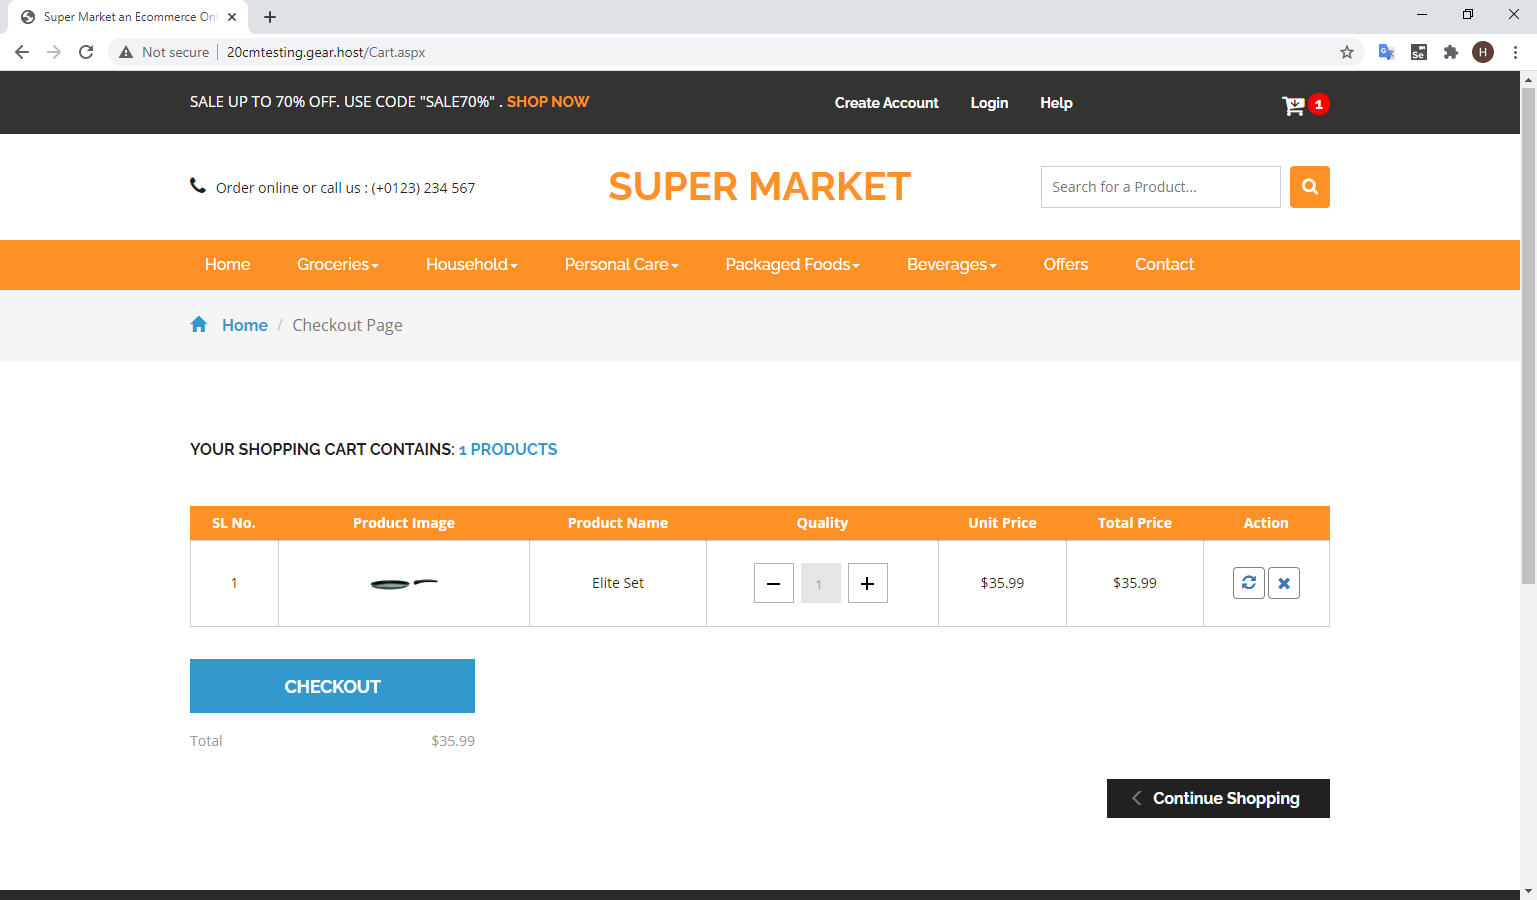 Super Market an Ecommerce Onl
Not secure
20cmtesting.gear.host/Cart.aspx
Se
H
SALE UP TO 70% OFF. USE CODE "SALE70%" . SHOP NOW
Create Account
Login
Help
1
Order online or call us : (+0123) 234 567
SUPER MARKET
Search for a Product...
Home
Groceries
Household
Personal Care
Packaged Foods
Beverages
Offers
Contact
Home / Checkout Page
YOUR SHOPPING CART CONTAINS: 1 PRODUCTS
SL No. Product Image Product Name Quality Unit Price Total Price Action
1 Elite Set 1 $35.99 $35.99
CHECKOUT
Total $35.99
Continue Shopping